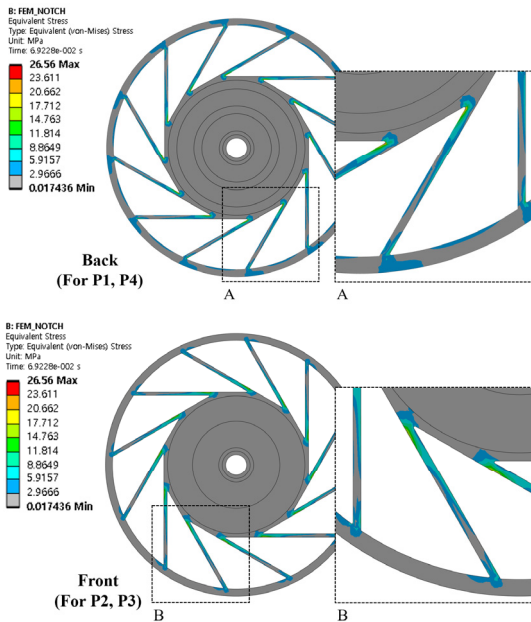 B: FEM_NOTCH
Equivalent Stress
Type: Equivalent (von-Mises) Stress
Unit: MPa
Time: 6.9228e-002 s
26.56 Max
23.611
20.662
17.712
14.763
11.814
8.8649
5.9157
2.9666
0.017436 Min
Back
(For P1, P4)
A
A
B: FEM_NOTCH
Equivalent Stress
Type: Equivalent (von-Mises) Stress
Unit: MPa
Time: 6.9228e-002 s
26.56 Max
23.611
20.662
17.712
14.763
11.814
8.8649
5.9157
2.9666
0.017436 Min
Front
(For P2, P3)
B
B